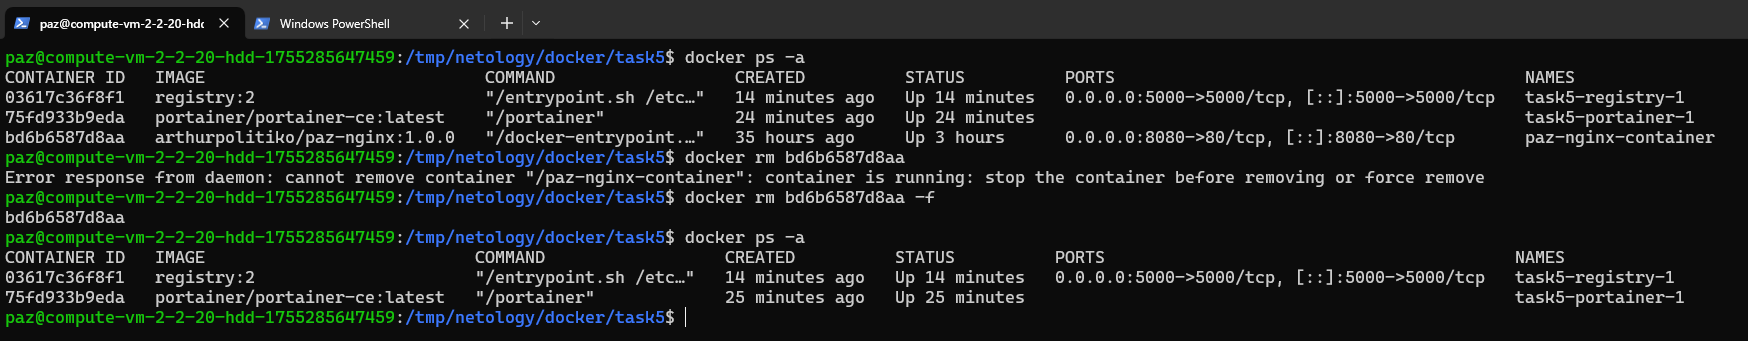 paz@compute-vm-2-2-20-hdd Windows PowerShell
paz@compute-vm-2-2-20-hdd-1755285647459:/tmp/netology/docker/task5$ docker ps -a
CONTAINER ID   IMAGE                            COMMAND                  CREATED          STATUS          PORTS                                         NAMES
03617c36f8f1   registry:2                       "/entrypoint.sh /etc…"   14 minutes ago   Up 14 minutes   0.0.0.0:5000->5000/tcp, [::]:5000->5000/tcp   task5-registry-1
75fd933b9eda   portainer/portainer-ce:latest    "/portainer"             24 minutes ago   Up 24 minutes                                                 task5-portainer-1
bd6b6587d8aa   arthurpolitiko/paz-nginx:1.0.0   "/docker-entrypoint.…"   35 hours ago     Up 3 hours      0.0.0.0:8080->80/tcp, [::]:8080->80/tcp       paz-nginx-container
paz@compute-vm-2-2-20-hdd-1755285647459:/tmp/netology/docker/task5$ docker rm bd6b6587d8aa
Error response from daemon: cannot remove container "/paz-nginx-container": container is running: stop the container before removing or force remove
paz@compute-vm-2-2-20-hdd-1755285647459:/tmp/netology/docker/task5$ docker rm bd6b6587d8aa -f
bd6b6587d8aa
paz@compute-vm-2-2-20-hdd-1755285647459:/tmp/netology/docker/task5$ docker ps -a
CONTAINER ID   IMAGE                           COMMAND                  CREATED          STATUS          PORTS                                         NAMES
03617c36f8f1   registry:2                      "/entrypoint.sh /etc…"   14 minutes ago   Up 14 minutes   0.0.0.0:5000->5000/tcp, [::]:5000->5000/tcp   task5-registry-1
75fd933b9eda   portainer/portainer-ce:latest   "/portainer"             25 minutes ago   Up 25 minutes                                                 task5-portainer-1
paz@compute-vm-2-2-20-hdd-1755285647459:/tmp/netology/docker/task5$